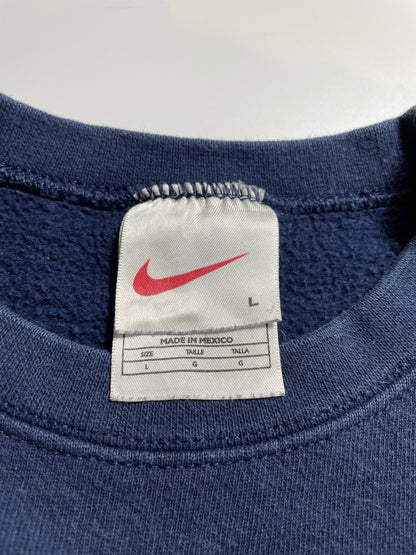 L
MADE IN MEXICO
SIZE TAILLE TALLA
L G G